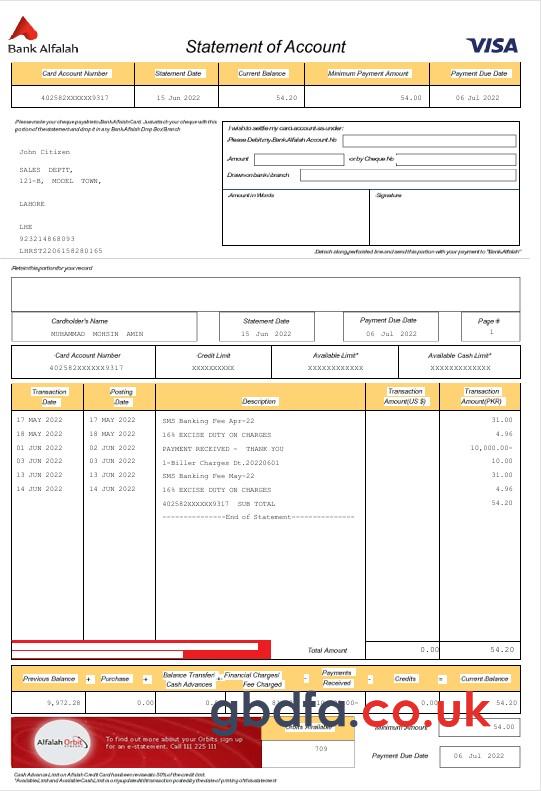 Bank Alfalah
Statement of Account
VISA
Card Account Number Statement Date Current Balance Minimum Payment Amount Payment Due Date
402582XXXXXX9317 15 Jun 2022 54.20 54.00 06 Jul 2022
Please make your cheque payable to Bank Alfalah Card. Just attach your cheque with this
portion of the statement and drop it in any Bank Alfalah Drop Box/Branch
I wish to settle my card account as under:
Please Debit my Bank Alfalah Account No
John Citizen
Amount or by Cheque No
SALES DEPTT,
121-B, MODEL TOWN,
Drawn on bank / branch
LAHORE
Amount in Words Signature
LHE
923214868093
LHRST2206158280165
Detach along perforated line and send this portion with your payment to "Bank Alfalah"
Retain this portion for your record
Cardholder's Name Statement Date Payment Due Date Page #
MUHAMMAD MOHSIN AMIN 15 Jun 2022 06 Jul 2022 1
Card Account Number Credit Limit Available Limit* Available Cash Limit*
402582XXXXXX9317 XXXXXXXXXX XXXXXXXXXXXX XXXXXXXXXXXX
Transaction Date Posting Date Description Transaction Amount(US $) Transaction Amount(PKR)
17 MAY 2022 17 MAY 2022 SMS Banking Fee Apr-22 31.00
18 MAY 2022 18 MAY 2022 16% EXCISE DUTY ON CHARGES 4.96
01 JUN 2022 02 JUN 2022 PAYMENT RECEIVED - THANK YOU 10,000.00-
03 JUN 2022 03 JUN 2022 1-Biller Charges Dt.20220601 10.00
13 JUN 2022 13 JUN 2022 SMS Banking Fee May-22 31.00
14 JUN 2022 14 JUN 2022 16% EXCISE DUTY ON CHARGES 4.96
402582XXXXXX9317 SUB TOTAL 54.20
---------------End of Statement----------------
Total Amount 0.00 54.20
Previous Balance + Purchase + Balance Transfer/ Cash Advances + Financial Charges/ Fee Charged - Payments Received - Credits = Current Balance
9,972.28 0.00 54.20
gbdfa.co.uk
Orbits Available
Minimum 54.00
Alfalah Orbit
To find out more about your Orbits sign up
for an e-statement. Call 111 225 111
709
Payment Due Date 06 Jul 2022
Cash Advance Limit on Alfalah Credit Card has been revised to 50% of the credit limit.
*Available Limit and Available Cash Limit is only updated till transaction posted by the date of printing of this statement